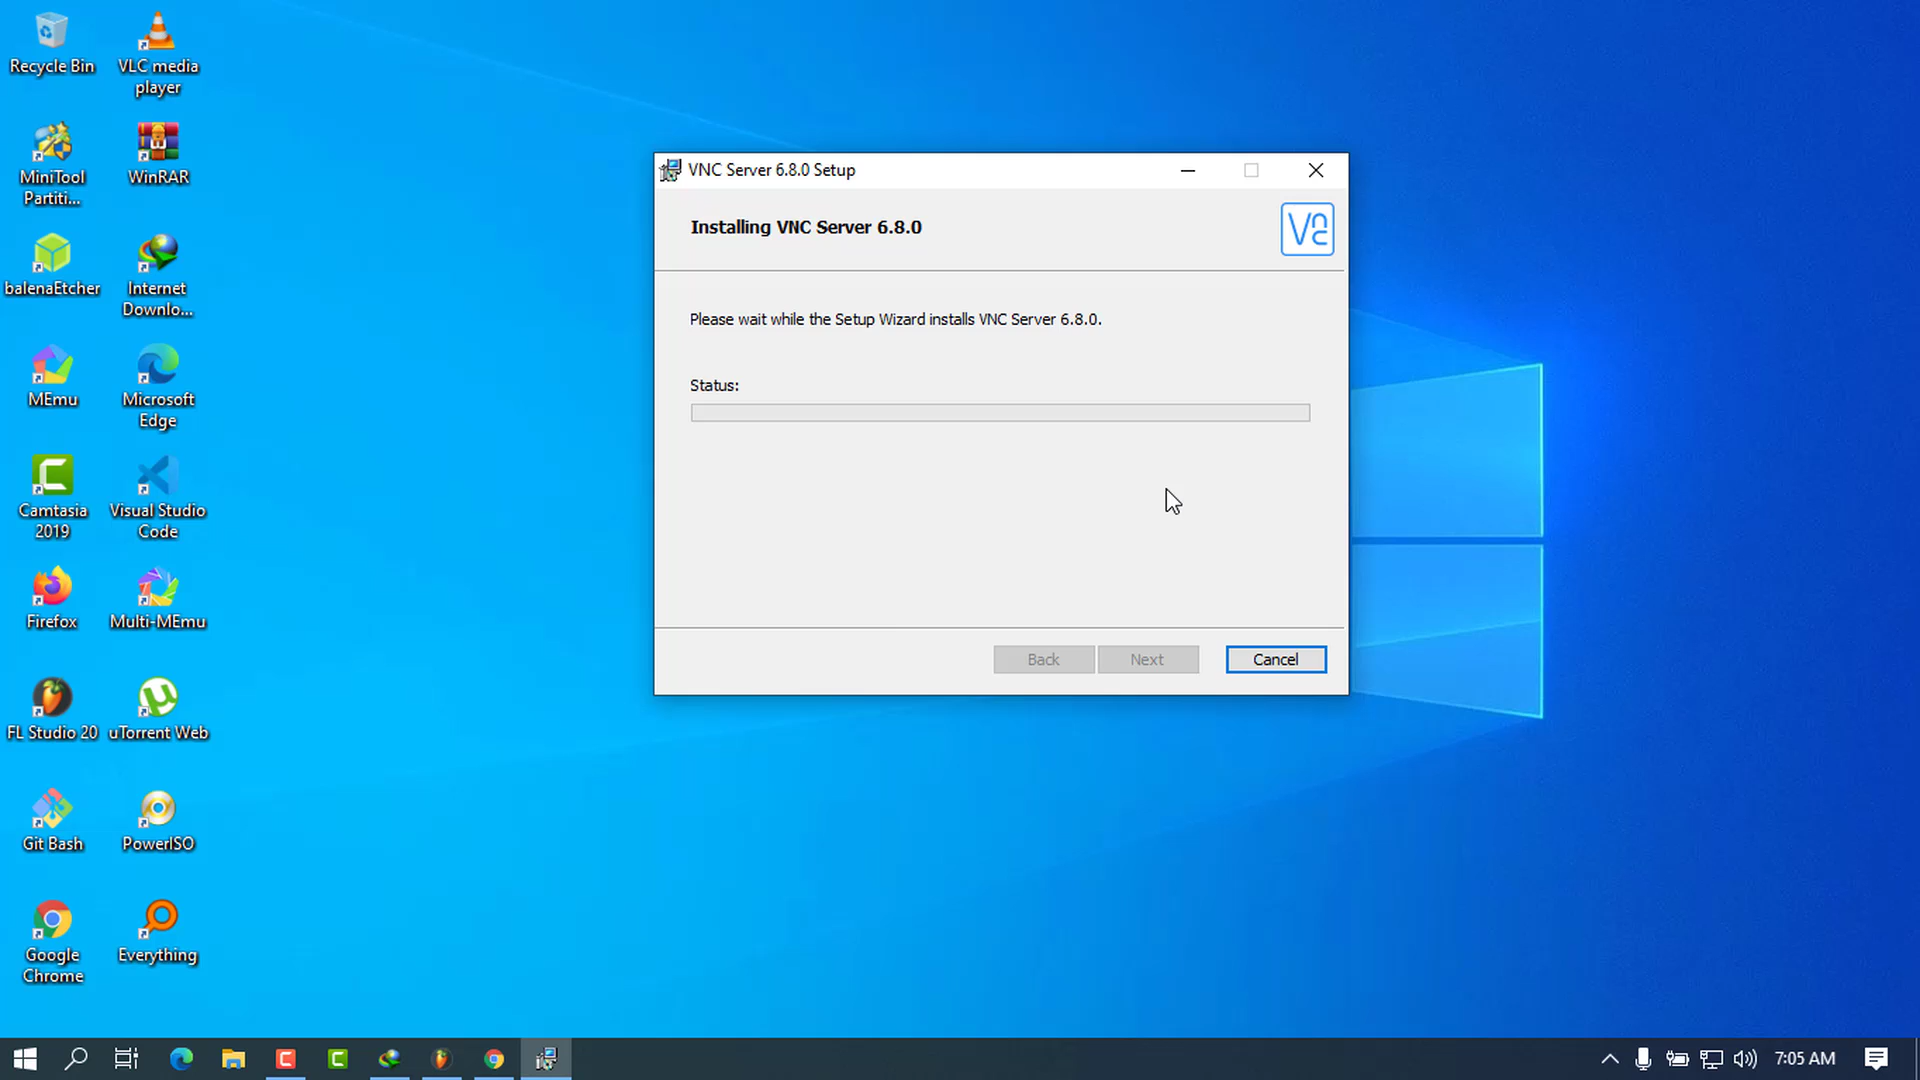 Recycle Bin
VLC media
player
MiniTool
Partiti...
WinRAR
balenaEtcher
Internet
Downlo...
MEmu
Microsoft
Edge
Camtasia
2019
Visual Studio
Code
Firefox
Multi-MEmu
FL Studio 20
uTorrent Web
Git Bash
PowerISO
Google
Chrome
Everything
VNC Server 6.8.0 Setup
Installing VNC Server 6.8.0
Vnc
Please wait while the Setup Wizard installs VNC Server 6.8.0.
Status:
Back
Next
Cancel
7:05 AM